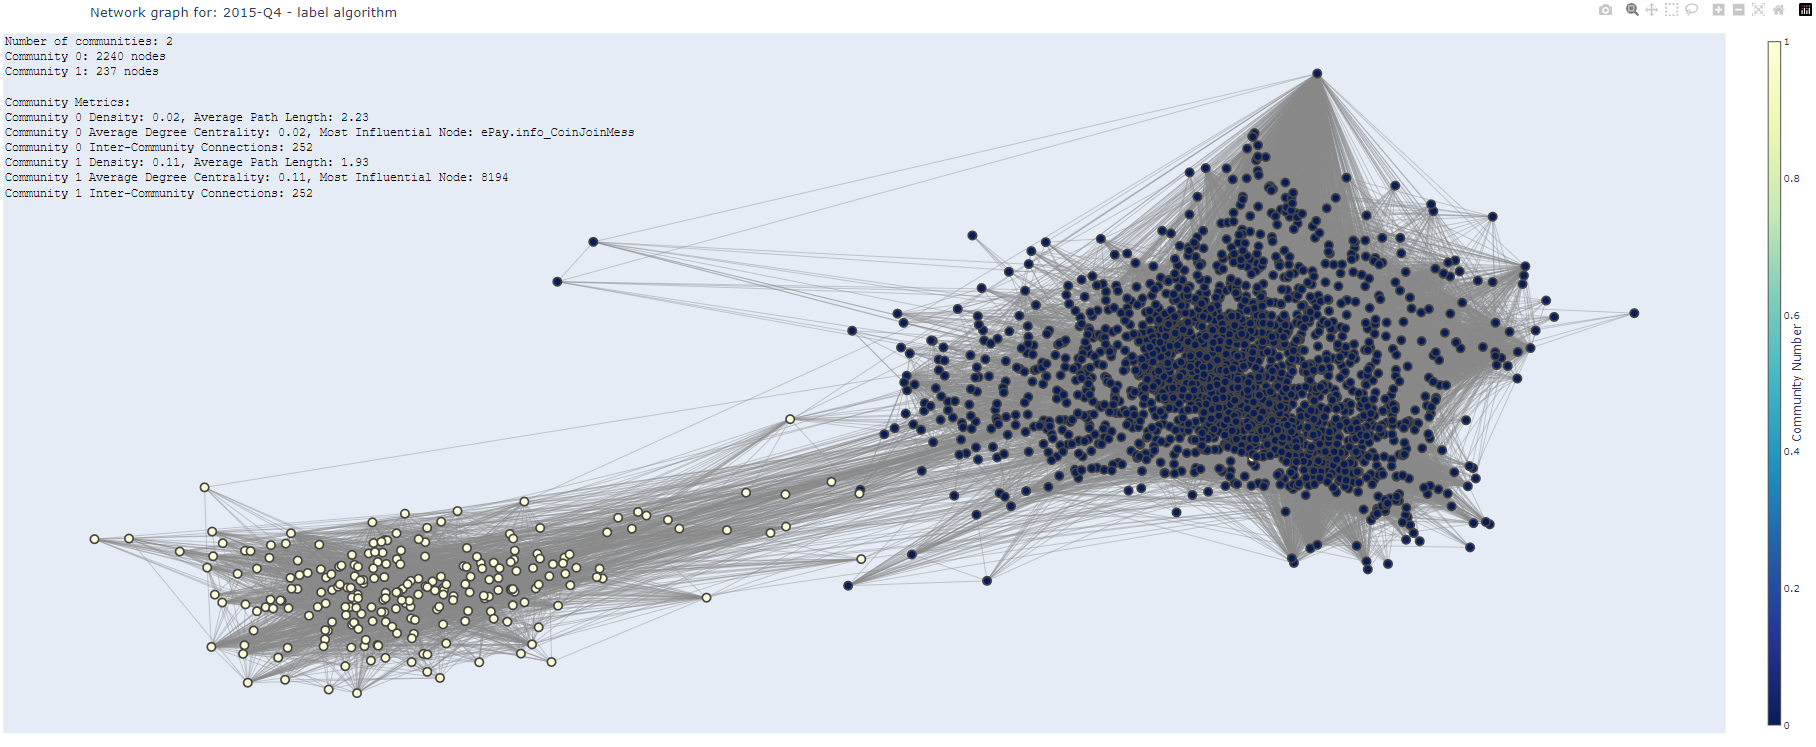 Network graph for: 2015-Q4 - label algorithm
Number of communities: 2
Community 0: 2240 nodes
Community 1: 237 nodes
Community Metrics:
Community 0 Density: 0.02, Average Path Length: 2.23
Community 0 Average Degree Centrality: 0.02, Most Influential Node: ePay.info_CoinJoinMess
Community 0 Inter-Community Connections: 252
Community 1 Density: 0.11, Average Path Length: 1.93
Community 1 Average Degree Centrality: 0.11, Most Influential Node: 8194
Community 1 Inter-Community Connections: 252
1
0.8
0.6
0.4
0.2
0
Community Number